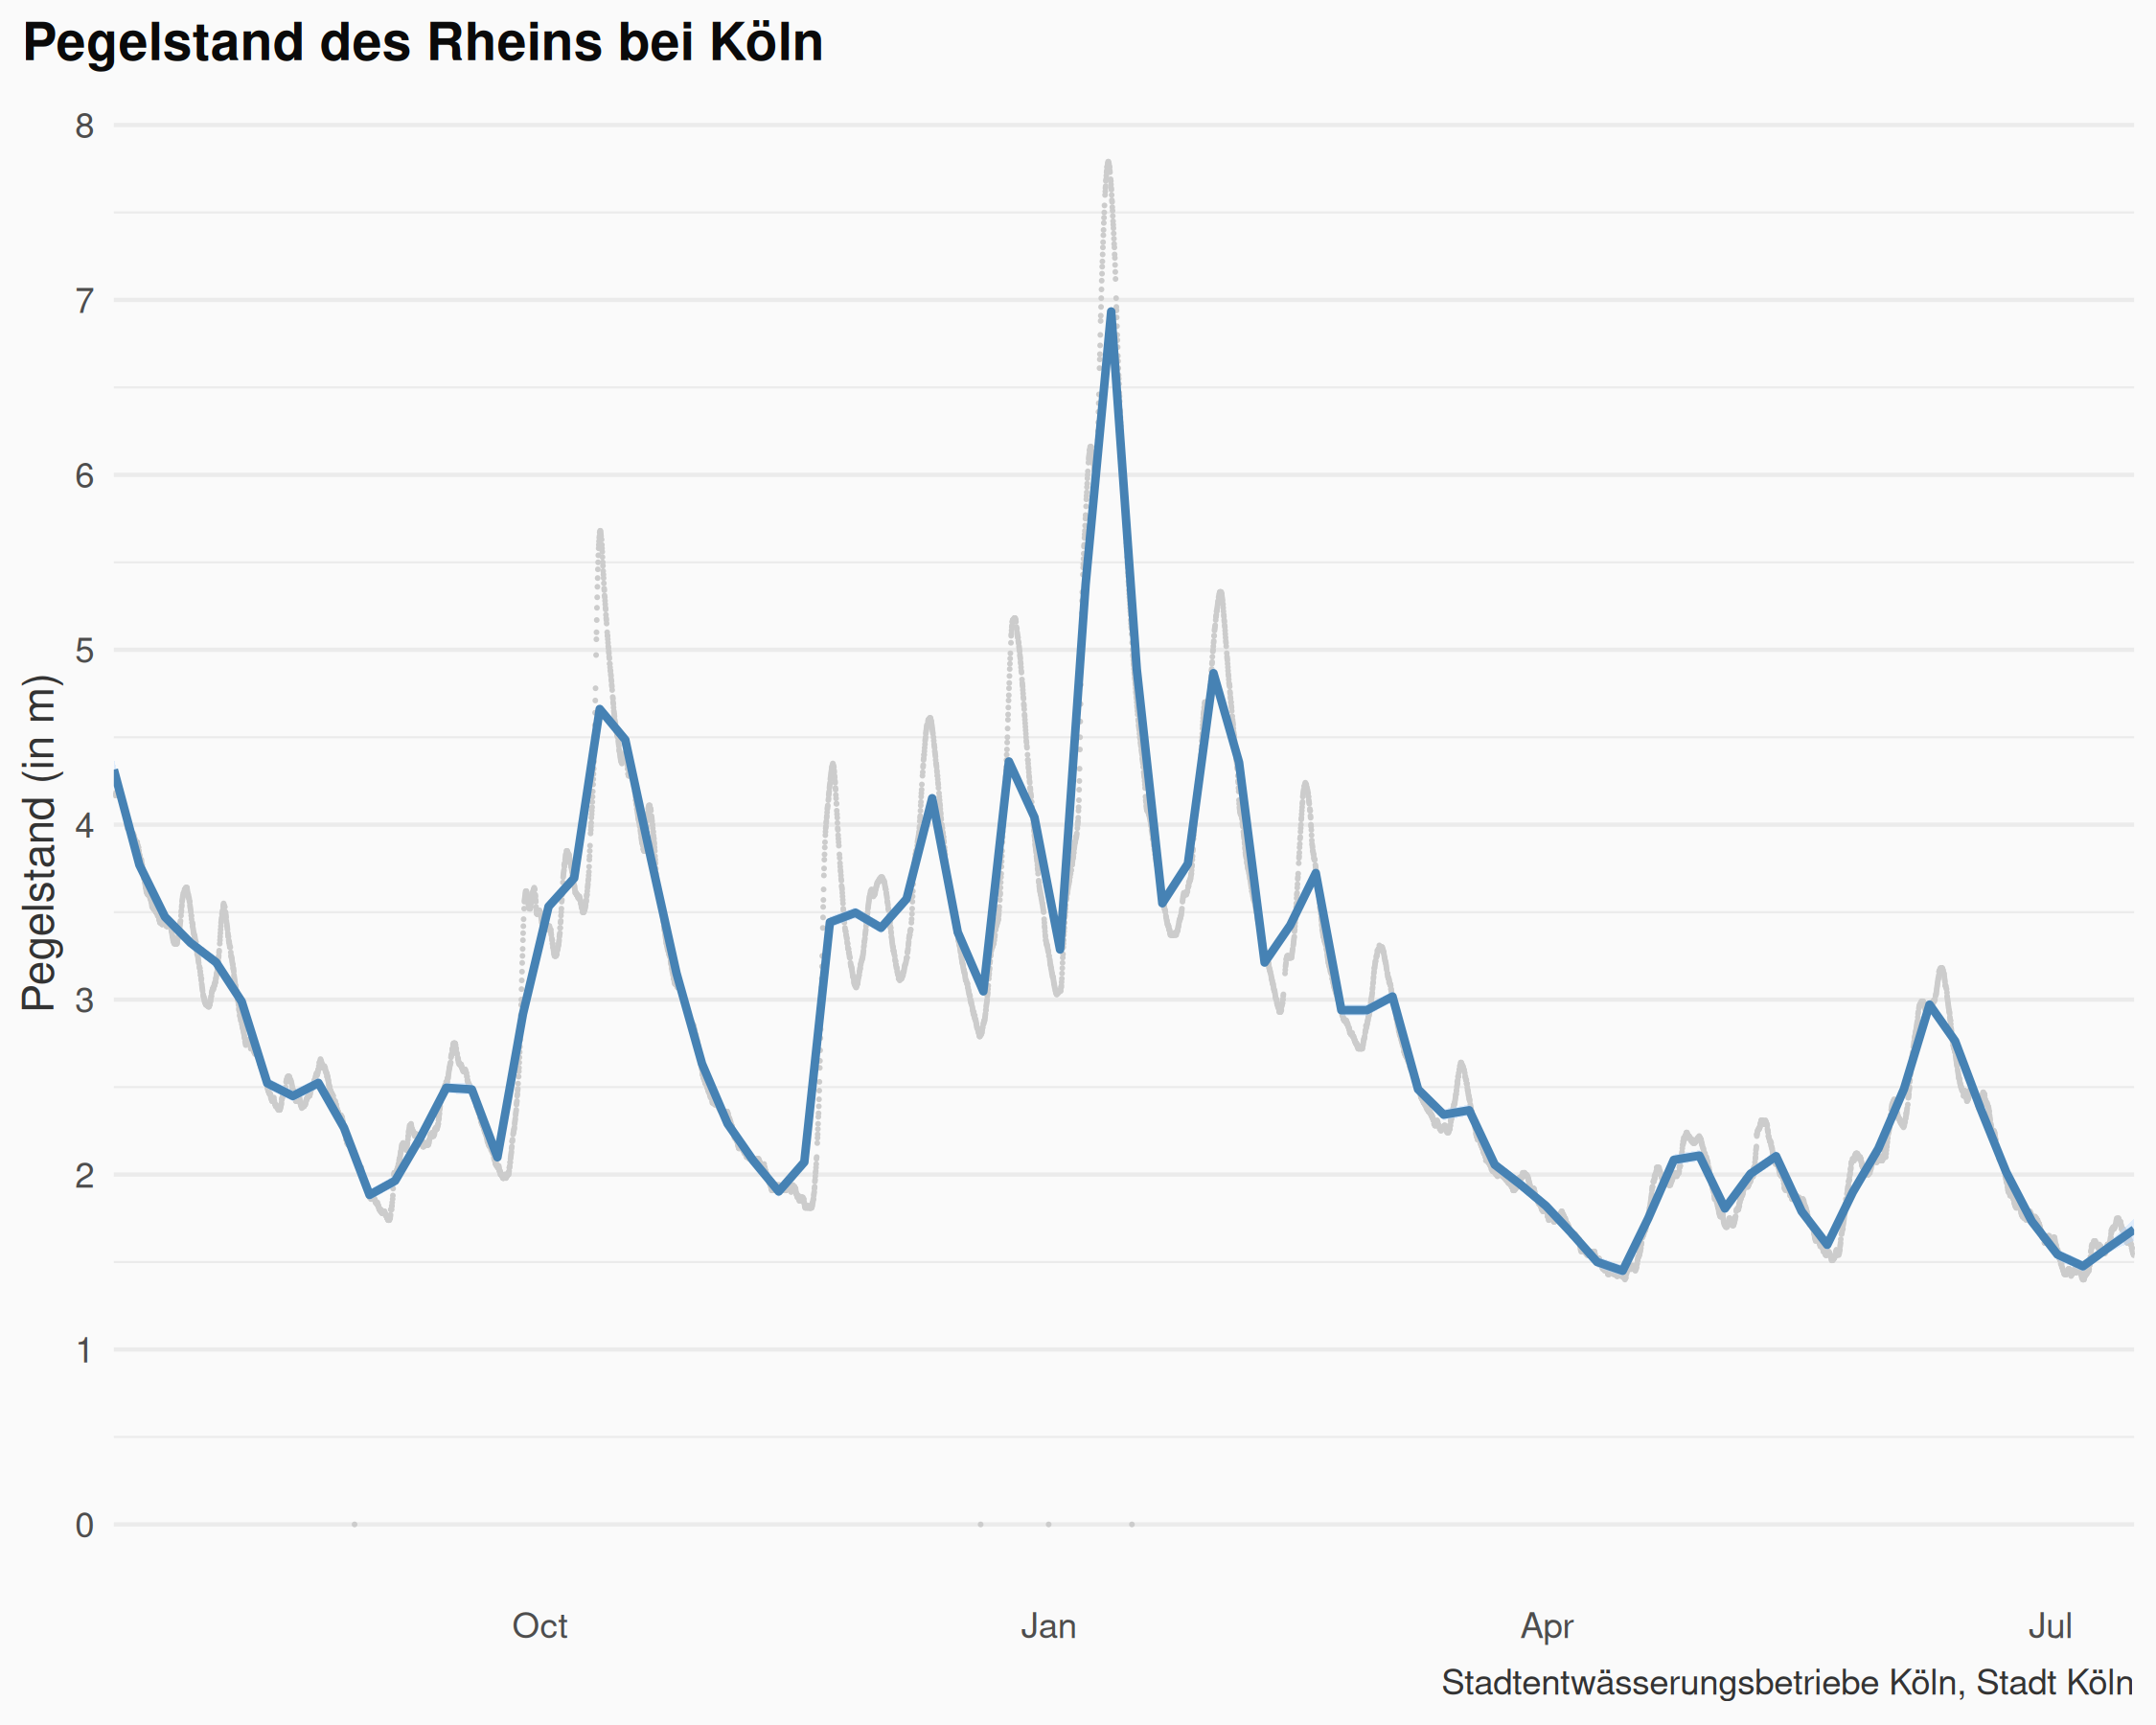 Pegelstand des Rheins bei Köln
8
7
6
5
4
3
2
1
0
Pegelstand (in m)
Oct Jan Apr Jul
Stadtentwässerungsbetriebe Köln, Stadt Köln